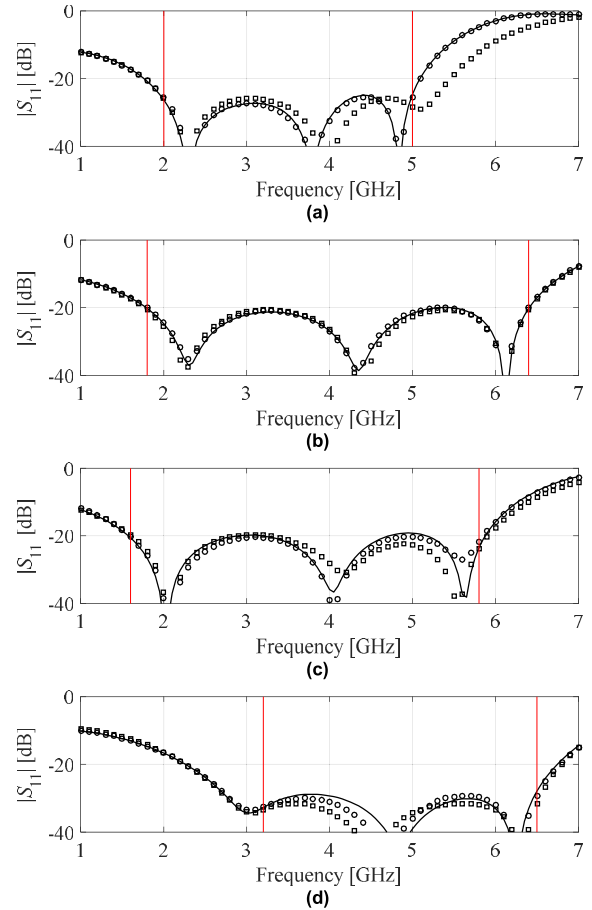 0
-20
-40
|S11| [dB]
1 2 3 4 5 6 7
Frequency [GHz]
(a)
0
-20
-40
|S11| [dB]
1 2 3 4 5 6 7
Frequency [GHz]
(b)
0
-20
-40
|S11| [dB]
1 2 3 4 5 6 7
Frequency [GHz]
(c)
0
-20
-40
|S11| [dB]
1 2 3 4 5 6 7
Frequency [GHz]
(d)